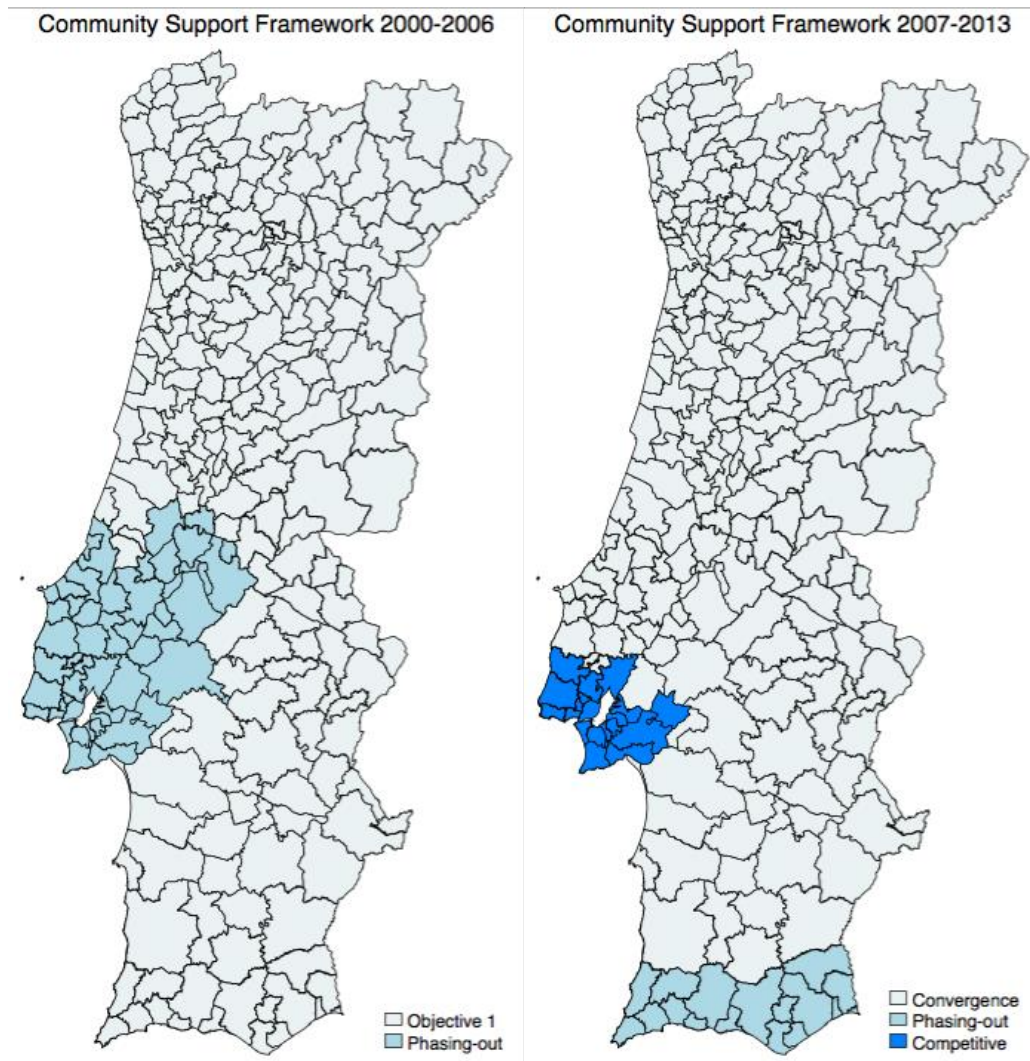 Community Support Framework 2000-2006
Community Support Framework 2007-2013
Objective 1
Phasing-out
Convergence
Phasing-out
Competitive